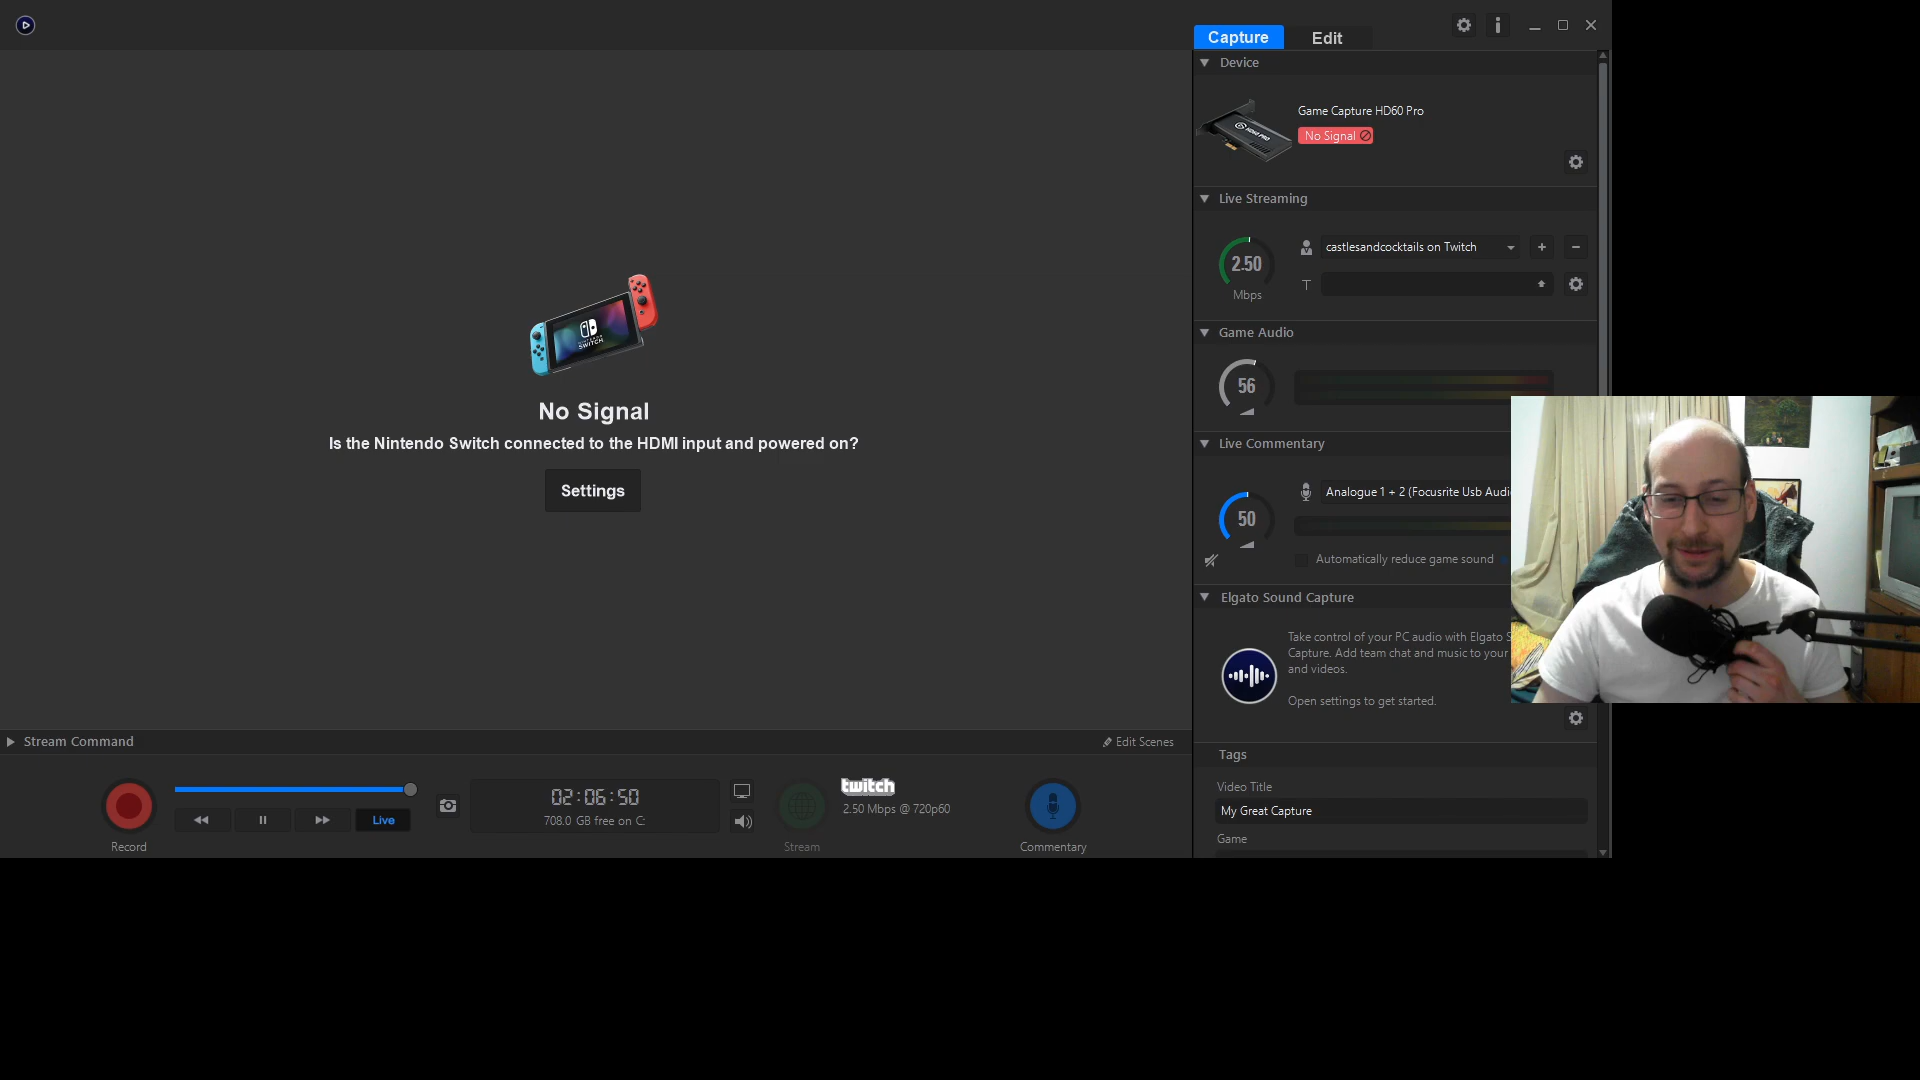 Capture
Edit
Device
Game Capture HD60 Pro
No Signal
Live Streaming
2.50
Mbps
castlesandcocktails on Twitch
T
Game Audio
56
NINTENDO
SWITCH
No Signal
Is the Nintendo Switch connected to the HDMI input and powered on?
Settings
Live Commentary
Analogue 1 + 2 (Focusrite Usb Audi
50
Automatically reduce game sound
Elgato Sound Capture
Take control of your PC audio with Elgato S
Capture. Add team chat and music to your
and videos.
Open settings to get started.
Stream Command
Edit Scenes
Tags
Video Title
My Great Capture
Game
Live
02:06:50
708.0 GB free on C:
twitch
2.50 Mbps @ 720p60
Record
Stream
Commentary